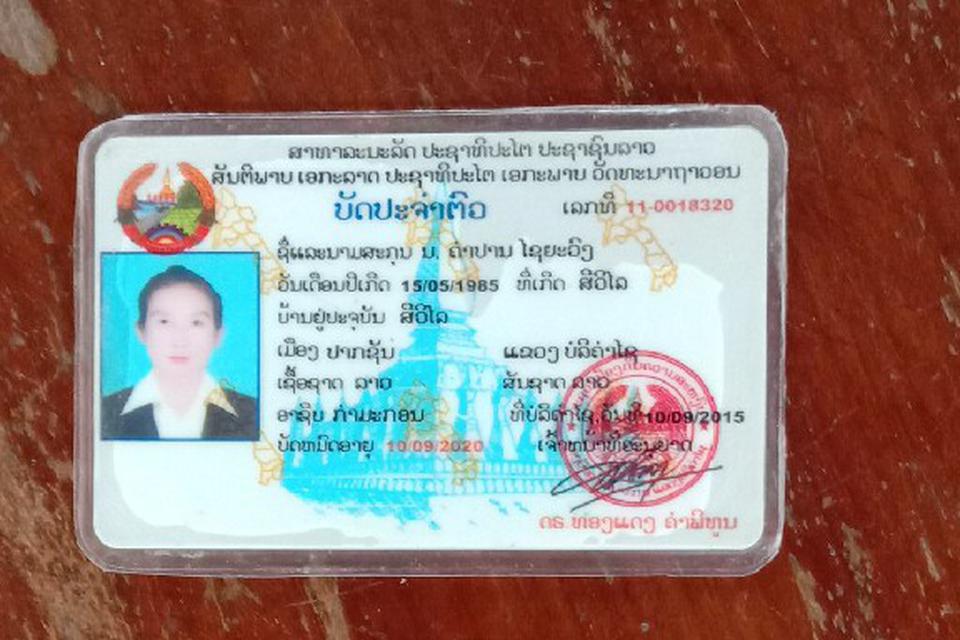 ສາທາລະນະລັດ ປະຊາທິປະໄຕ ປະຊາຊົນລາວ
ສັນຕິພາບ ເອກະລາດ ປະຊາທິປະໄຕ ເອກະພາບ ວັດທະນາຖາວອນ
ບັດປະຈຳຕົວ ເລກທີ 11-0018320
ຊື່ແລະນາມສະກຸນ ນ. ຄຳປານ ໄຊຍະວົງ
ວັນເດືອນປີເກີດ 15/05/1985 ທີ່ເກີດ ສີວິໄລ
ບ້ານຢູ່ປະຈຸບັນ ສີວິໄລ
ເມືອງ ປາກຊັນ ແຂວງ ບໍລິຄຳໄຊ
ເຊື້ອຊາດ ລາວ ສັນຊາດ ລາວ
ອາຊີບ ກຳມະກອນ ທີ່ບໍລິຄຳໄຊ,ວັນທີ 10/09/2015
ບັດຫມົດອາຍຸ 10/09/2020 ເຈົ້າຫນ້າທີ່ອະນຸຍາດ
ດຣ.ທອງແດງ ຄຳພິທູນ